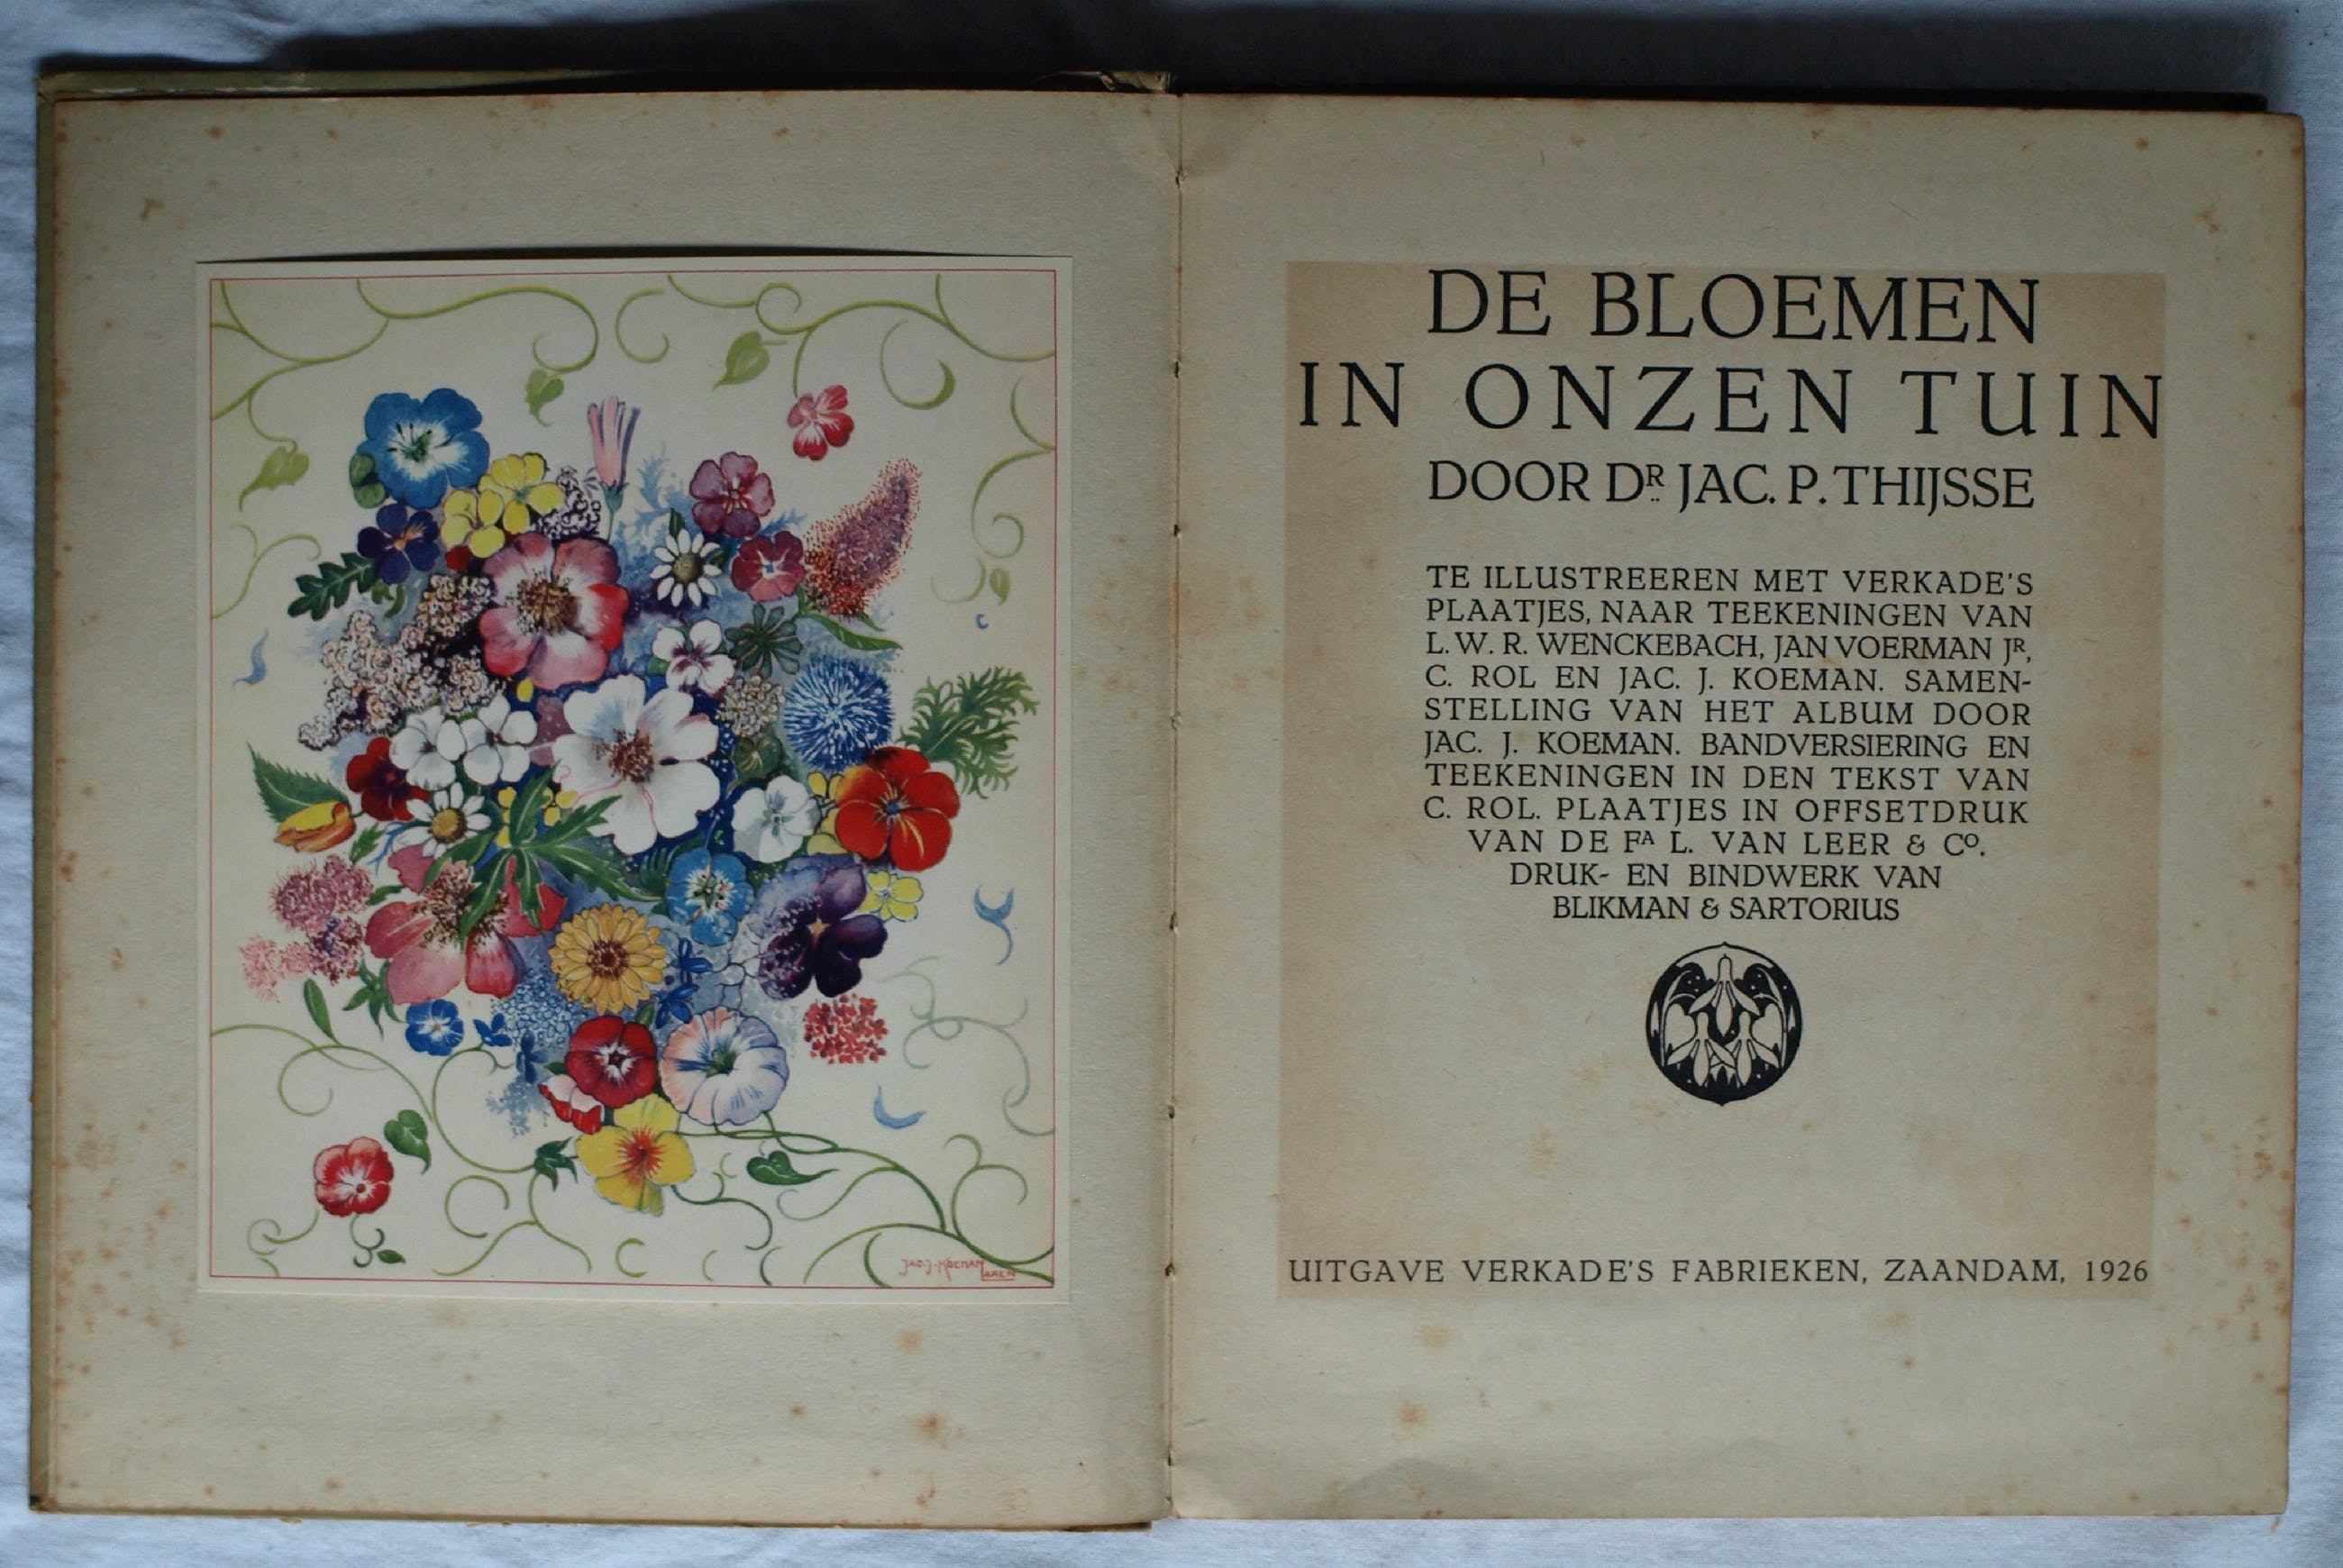 JAC. J. KOEMAN
LAREN
DE BLOEMEN
IN ONZEN TUIN
DOOR DR. JAC. P. THIJSSE
TE ILLUSTREEREN MET VERKADE'S
PLAATJES, NAAR TEEKENINGEN VAN
L. W. R. WENCKEBACH, JAN VOERMAN JR,
C. ROL EN JAC. J. KOEMAN. SAMEN-
STELLING VAN HET ALBUM DOOR
JAC. J. KOEMAN. BANDVERSIERING EN
TEEKENINGEN IN DEN TEKST VAN
C. ROL. PLAATJES IN OFFSETDRUK
VAN DE FA L. VAN LEER & CO.
DRUK- EN BINDWERK VAN
BLIKMAN & SARTORIUS
UITGAVE VERKADE'S FABRIEKEN, ZAANDAM, 1926